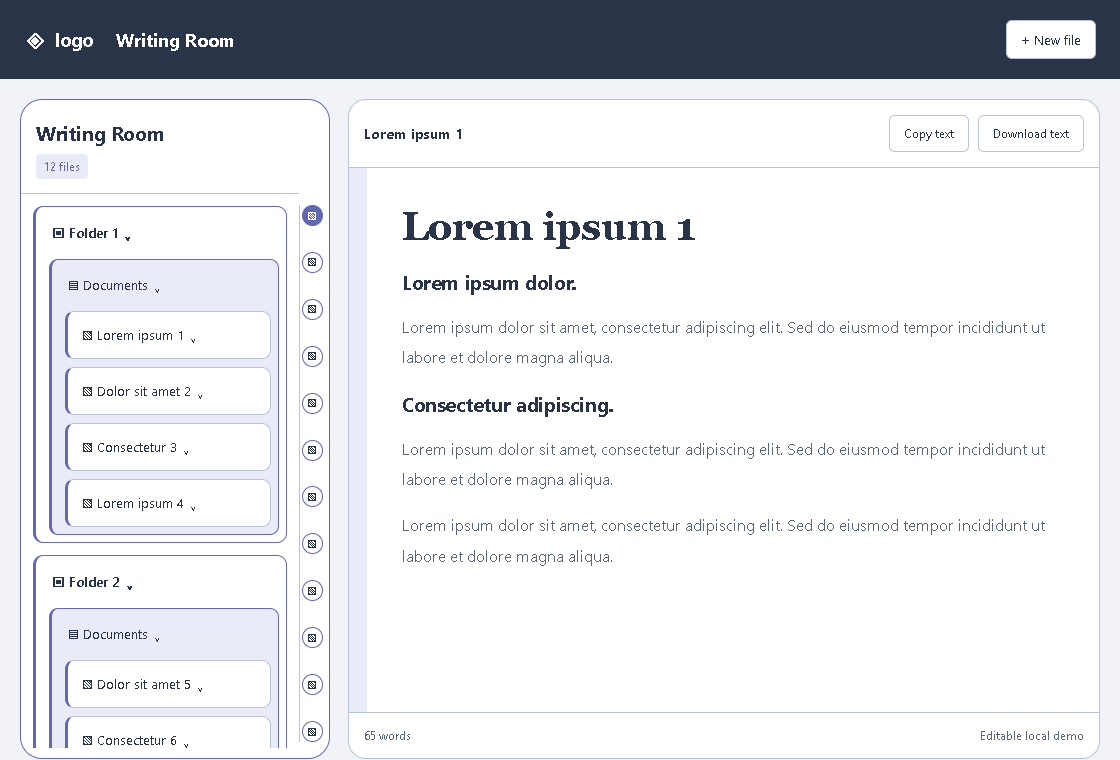 logo Writing Room
+ New file
Writing Room
12 files
Folder 1
Documents
Lorem ipsum 1
Dolor sit amet 2
Consectetur 3
Lorem ipsum 4
Folder 2
Documents
Dolor sit amet 5
Consectetur 6
Lorem ipsum 1
Copy text
Download text
Lorem ipsum 1
Lorem ipsum dolor.
Lorem ipsum dolor sit amet, consectetur adipiscing elit. Sed do eiusmod tempor incididunt ut
labore et dolore magna aliqua.
Consectetur adipiscing.
Lorem ipsum dolor sit amet, consectetur adipiscing elit. Sed do eiusmod tempor incididunt ut
labore et dolore magna aliqua.
Lorem ipsum dolor sit amet, consectetur adipiscing elit. Sed do eiusmod tempor incididunt ut
labore et dolore magna aliqua.
65 words
Editable local demo